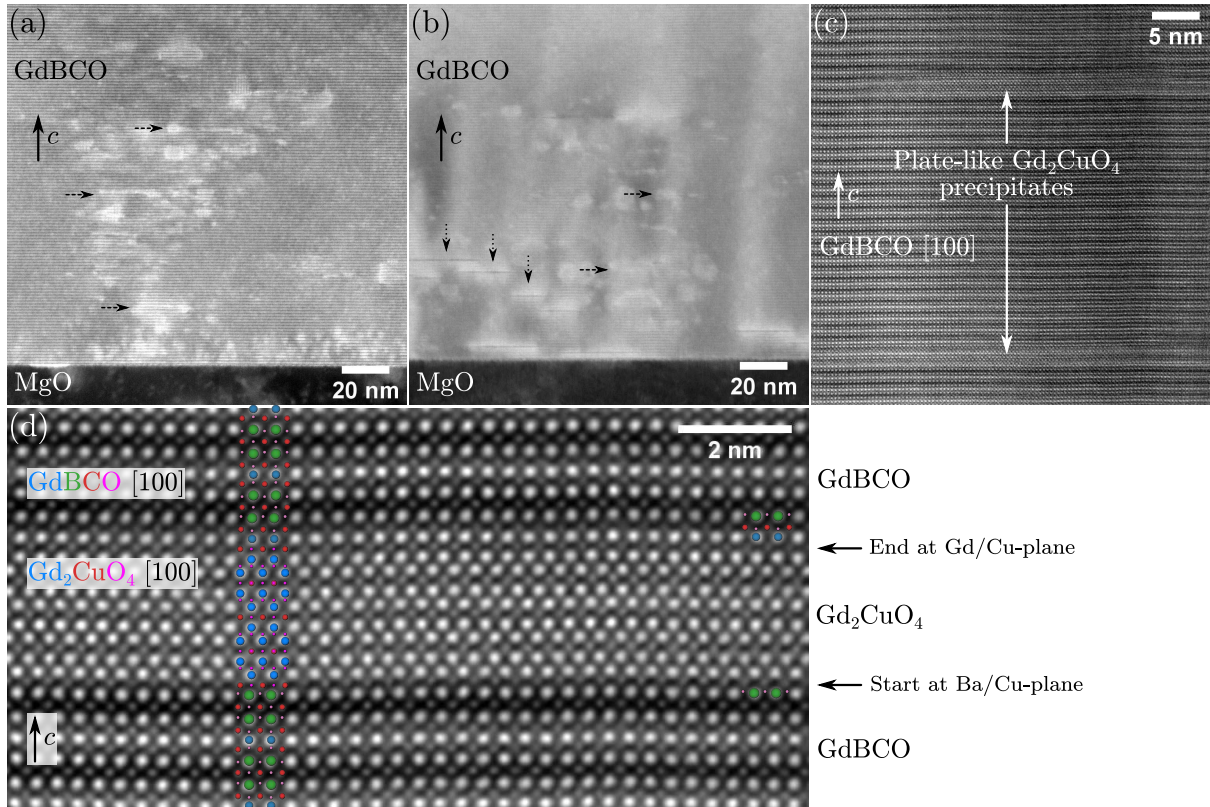 (a)
GdBCO
c
MgO
20 nm
(b)
GdBCO
c
MgO
20 nm
(c)
5 nm
Plate-like Gd₂CuO₄
precipitates
c
GdBCO [100]
(d)
2 nm
GdBCO [100]
Gd₂CuO₄ [100]
c
GdBCO
End at Gd/Cu-plane
Gd₂CuO₄
Start at Ba/Cu-plane
GdBCO